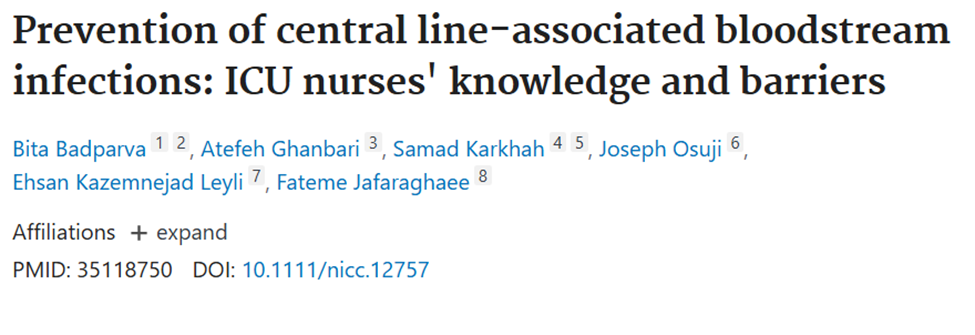 Prevention of central line-associated bloodstream
infections: ICU nurses' knowledge and barriers
Bita Badparva 1 2, Atefeh Ghanbari 3, Samad Karkhah 4 5, Joseph Osuji 6,
Ehsan Kazemnejad Leyli 7, Fateme Jafaraghaee 8
Affiliations + expand
PMID: 35118750 DOI: 10.1111/nicc.12757